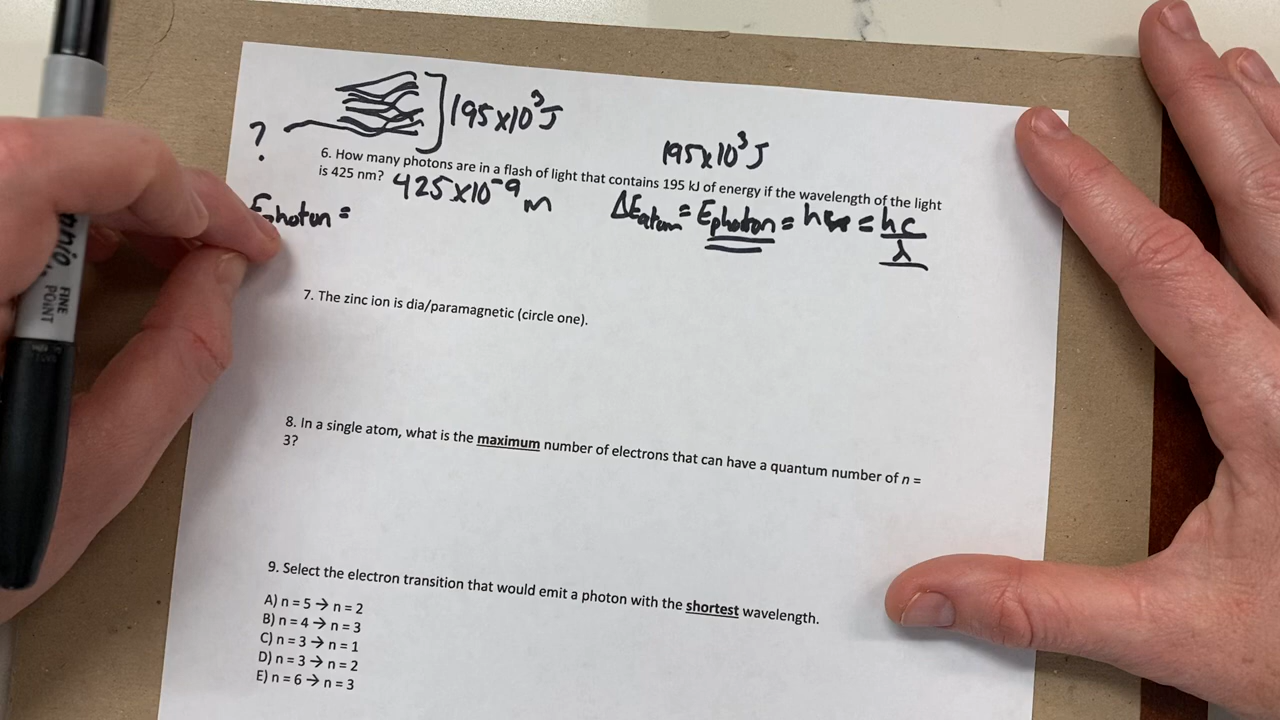 195x10³J
?
195x10³J
6. How many photons are in a flash of light that contains 195 kJ of energy if the wavelength of the light
is 425 nm? 425x10⁻⁹m
Ephoton =
ΔEatom = Ephoton = h = hc/λ
7. The zinc ion is dia/paramagnetic (circle one).
8. In a single atom, what is the maximum number of electrons that can have a quantum number of n =
3?
9. Select the electron transition that would emit a photon with the shortest wavelength.
A) n = 5 → n = 2
B) n = 4 → n = 3
C) n = 3 → n = 1
D) n = 3 → n = 2
E) n = 6 → n = 3
FINE
POINT